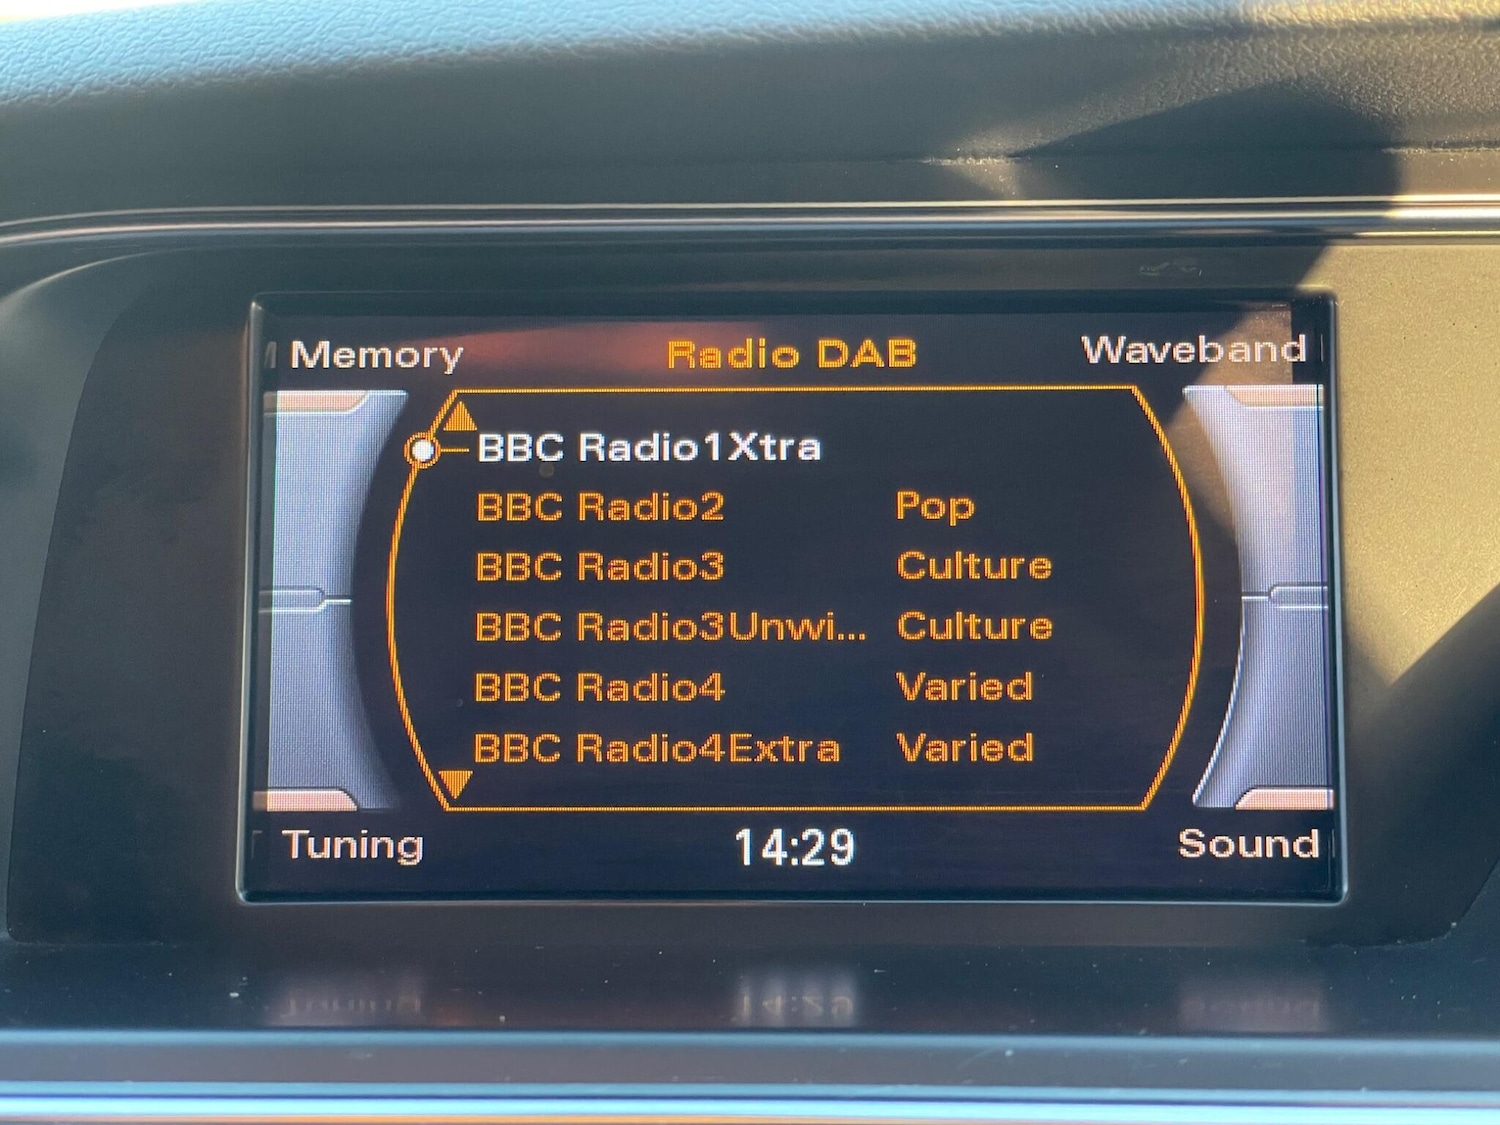 Memory Radio DAB Waveband
BBC Radio1Xtra
BBC Radio2 Pop
BBC Radio3 Culture
BBC Radio3Unwi... Culture
BBC Radio4 Varied
BBC Radio4Extra Varied
Tuning 14:29 Sound